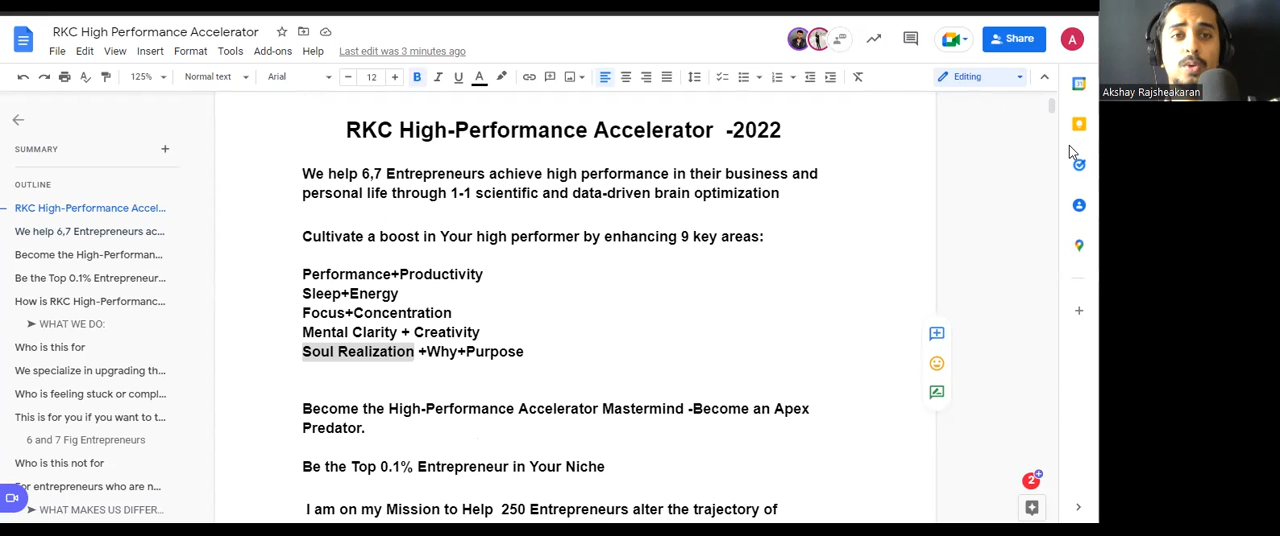 RKC High Performance Accelerator
File Edit View Insert Format Tools Add-ons Help Last edit was 3 minutes ago
Share
A
125% Normal text Arial 12 B I U A Editing
31
SUMMARY
OUTLINE
RKC High-Performance Accel...
We help 6,7 Entrepreneurs ac...
Become the High-Performan...
Be the Top 0.1% Entrepreneur...
How is RKC High-Performanc...
➤ WHAT WE DO:
Who is this for
We specialize in upgrading th...
Who is feeling stuck or compl...
This is for you if you want to t...
6 and 7 Fig Entrepreneurs
Who is this not for
For entrepreneurs who are n...
➤ WHAT MAKES US DIFFER...
RKC High-Performance Accelerator -2022
We help 6,7 Entrepreneurs achieve high performance in their business and
personal life through 1-1 scientific and data-driven brain optimization
Cultivate a boost in Your high performer by enhancing 9 key areas:
Performance+Productivity
Sleep+Energy
Focus+Concentration
Mental Clarity + Creativity
Soul Realization +Why+Purpose
Become the High-Performance Accelerator Mastermind -Become an Apex
Predator.
Be the Top 0.1% Entrepreneur in Your Niche
I am on my Mission to Help 250 Entrepreneurs alter the trajectory of
2
Akshay Rajsheakaran